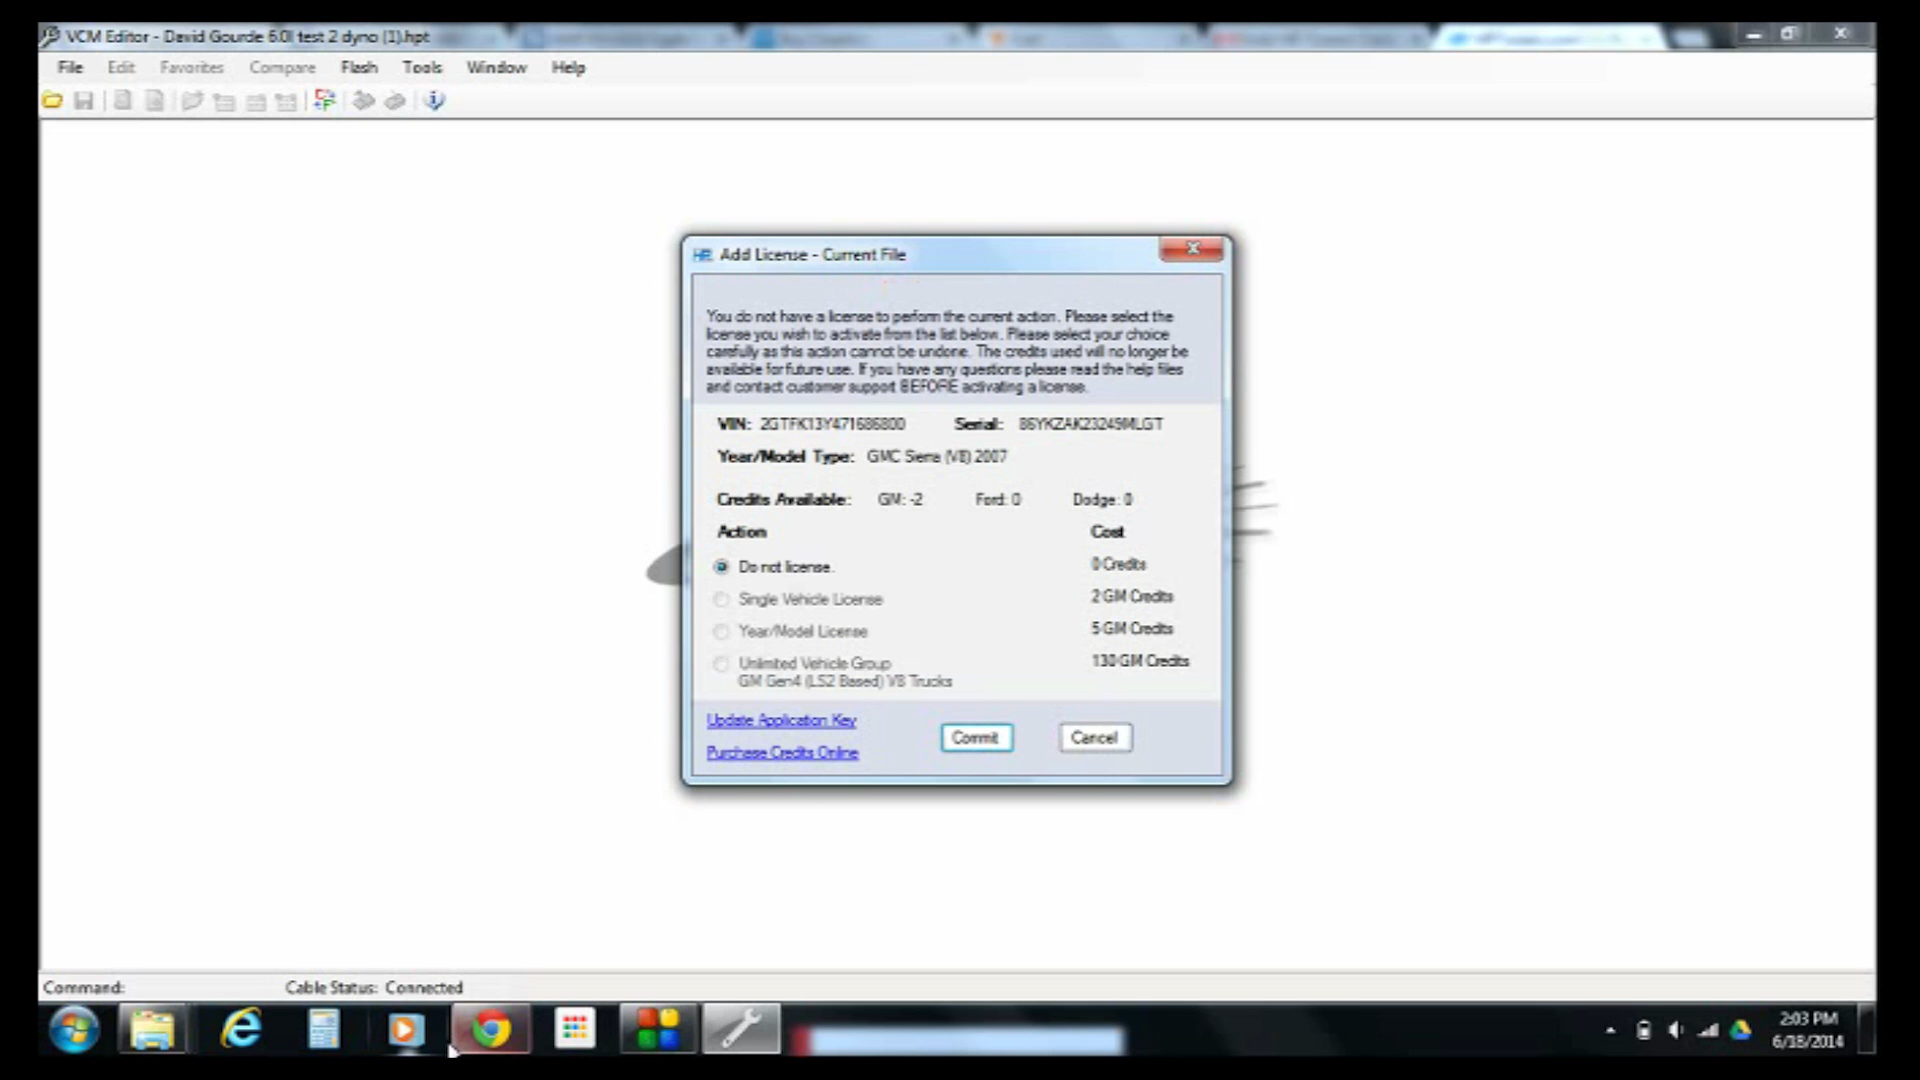 VCM Editor - David Gourde 6.0l test 2 dyno (1).hpt
File Edit Favorites Compare Flash Tools Window Help
Add License - Current File
You do not have a license to perform the current action. Please select the
license you wish to activate from the list below. Please select your choice
carefully as this action cannot be undone. The credits used will no longer be
available for future use. If you have any questions please read the help files
and contact customer support BEFORE activating a license.
VIN: 2GTFK13Y471686800 Serial: 86YKZAK23249MLGT
Year/Model Type: GMC Sierra (V8) 2007
Credits Available: GM: -2 Ford: 0 Dodge: 0
Action Cost
Do not license. 0 Credits
Single Vehicle License 2 GM Credits
Year/Model License 5 GM Credits
Unlimited Vehicle Group 130 GM Credits
GM Gen4 (LS2 Based) V8 Trucks
Update Application Key
Purchase Credits Online
Commit Cancel
Command: Cable Status: Connected
2:03 PM
6/18/2014